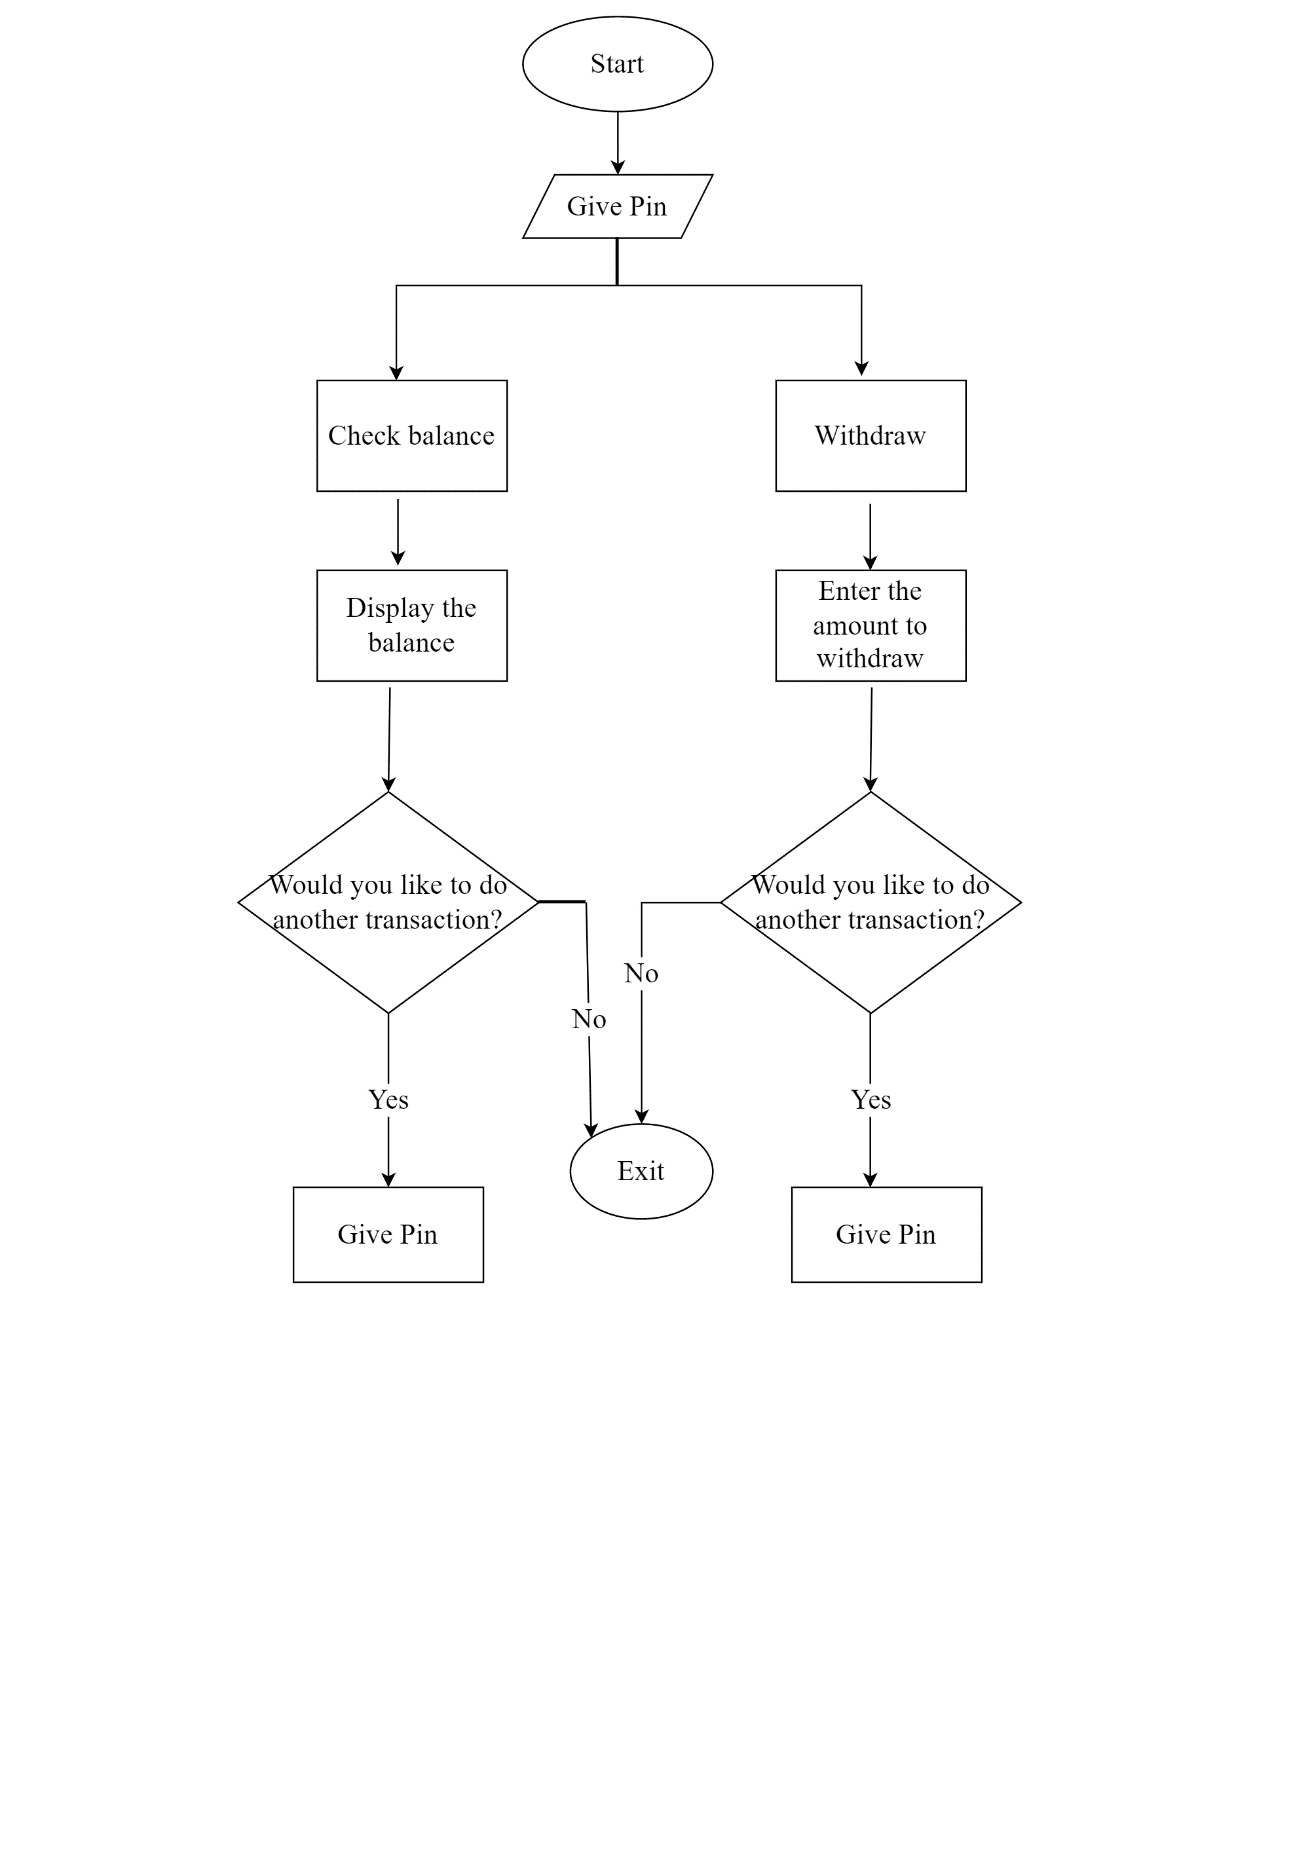 Start
Give Pin
Check balance
Withdraw
Display the
balance
Enter the
amount to
withdraw
Would you like to do
another transaction?
Would you like to do
another transaction?
No
No
Yes
Yes
Exit
Give Pin
Give Pin